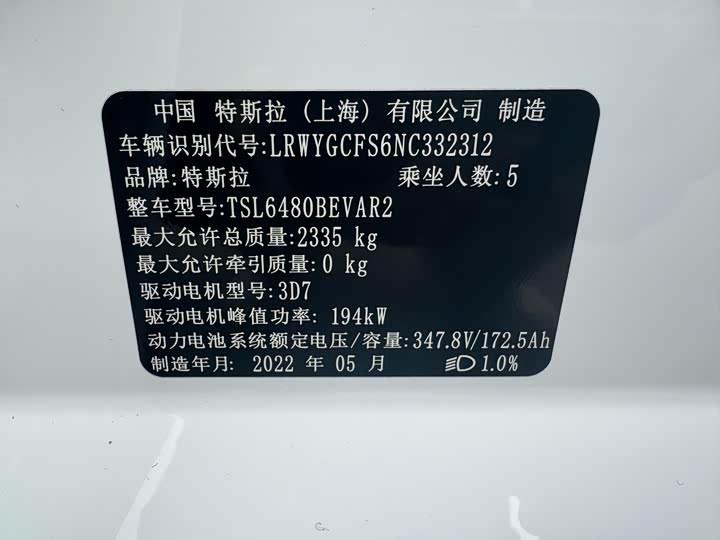 中国 特斯拉 (上海) 有限公司 制造
车辆识别代号:LRWYGCFS6NC332312
品牌:特斯拉 乘坐人数:5
整车型号:TSL6480BEVAR2
最大允许总质量:2335 kg
最大允许牵引质量:0 kg
驱动电机型号:3D7
驱动电机峰值功率: 194kW
动力电池系统额定电压/容量:347.8V/172.5Ah
制造年月: 2022 年 05 月 1.0%